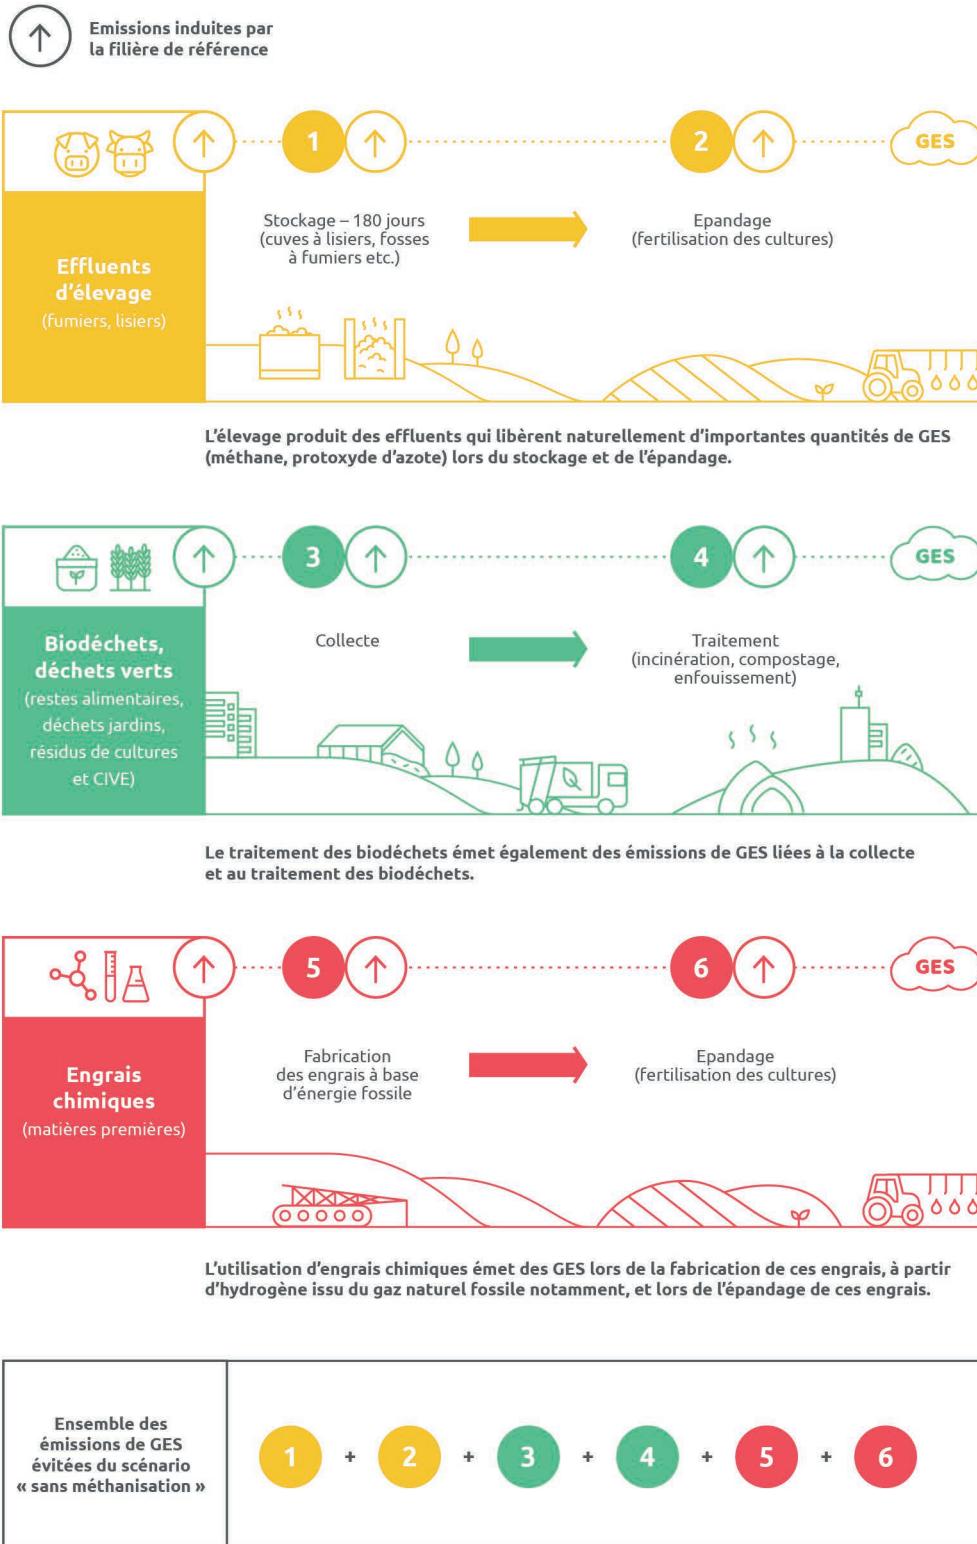 Emissions induites par
la filière de référence
1
2
GES
Stockage – 180 jours
(cuves à lisiers, fosses
à fumiers etc.)
Epandage
(fertilisation des cultures)
Effluents
d’élevage
(fumiers, lisiers)
L’élevage produit des effluents qui libèrent naturellement d’importantes quantités de GES
(méthane, protoxyde d’azote) lors du stockage et de l’épandage.
3
4
GES
Collecte
Traitement
(incinération, compostage,
enfouissement)
Biodéchets,
déchets verts
(restes alimentaires,
déchets jardins,
résidus de cultures
et CIVE)
Le traitement des biodéchets émet également des émissions de GES liées à la collecte
et au traitement des biodéchets.
5
6
GES
Fabrication
des engrais à base
d’énergie fossile
Epandage
(fertilisation des cultures)
Engrais
chimiques
(matières premières)
L’utilisation d’engrais chimiques émet des GES lors de la fabrication de ces engrais, à partir
d’hydrogène issu du gaz naturel fossile notamment, et lors de l’épandage de ces engrais.
Ensemble des
émissions de GES
évitées du scénario
« sans méthanisation »
1 + 2 + 3 + 4 + 5 + 6